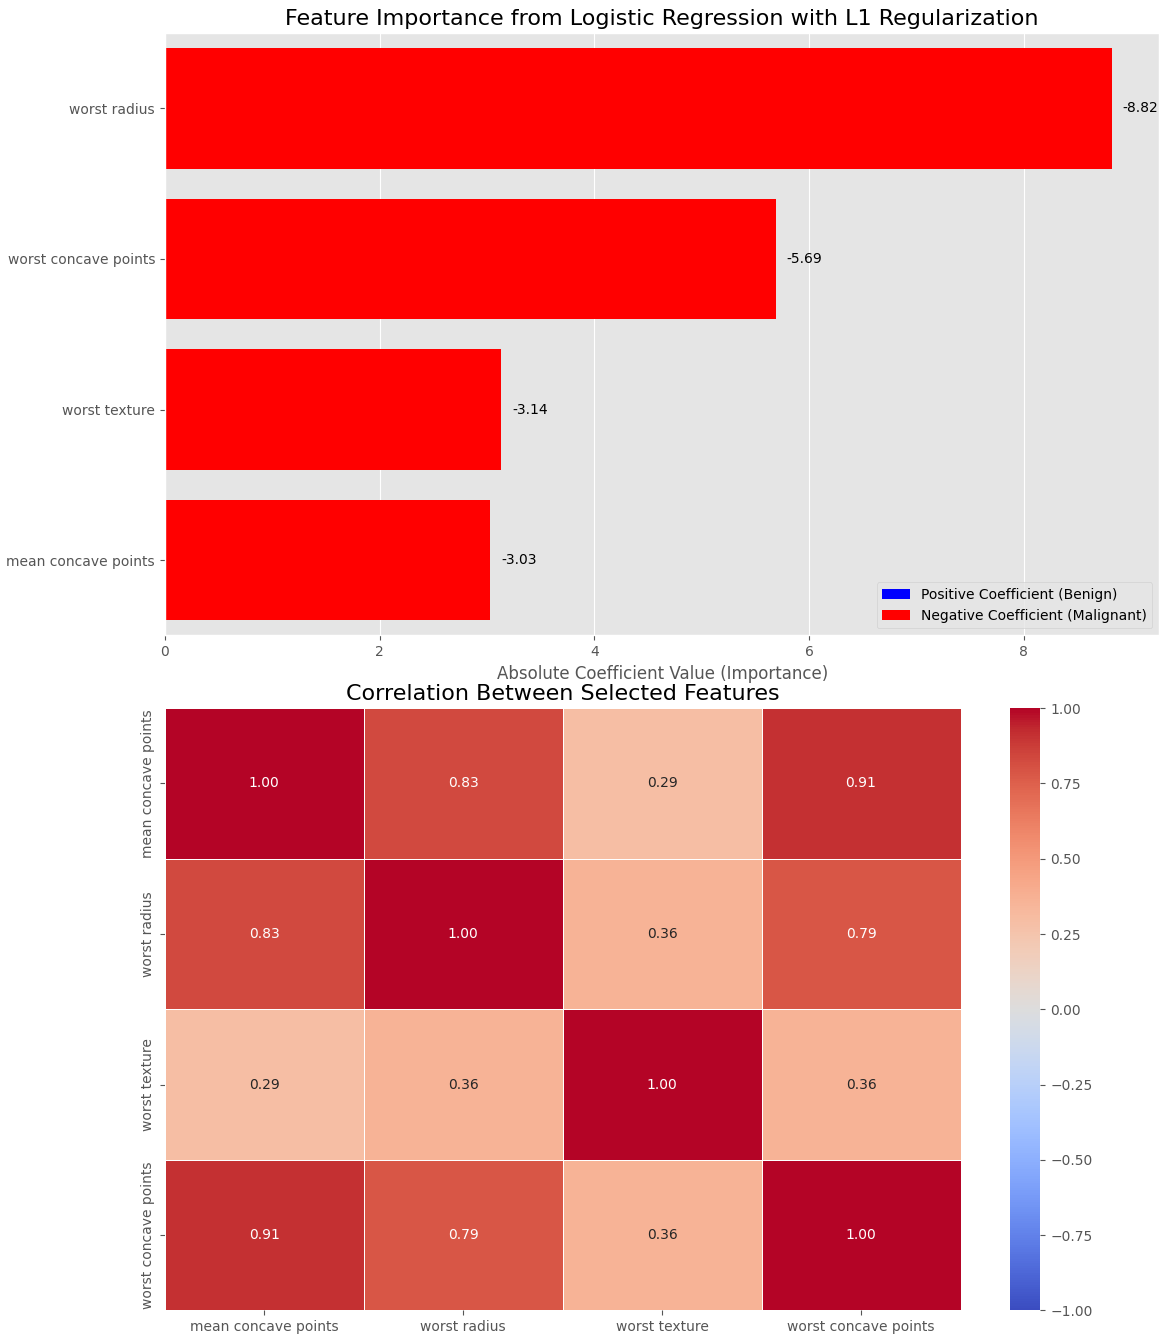 Feature Importance from Logistic Regression with L1 Regularization
worst radius
-8.82
worst concave points
-5.69
worst texture
-3.14
mean concave points
-3.03
Positive Coefficient (Benign)
Negative Coefficient (Malignant)
0 2 4 6 8
Absolute Coefficient Value (Importance)
Correlation Between Selected Features
mean concave points
1.00 0.83 0.29 0.91
worst radius
0.83 1.00 0.36 0.79
worst texture
0.29 0.36 1.00 0.36
worst concave points
0.91 0.79 0.36 1.00
mean concave points worst radius worst texture worst concave points
1.00
0.75
0.50
0.25
0.00
−0.25
−0.50
−0.75
−1.00